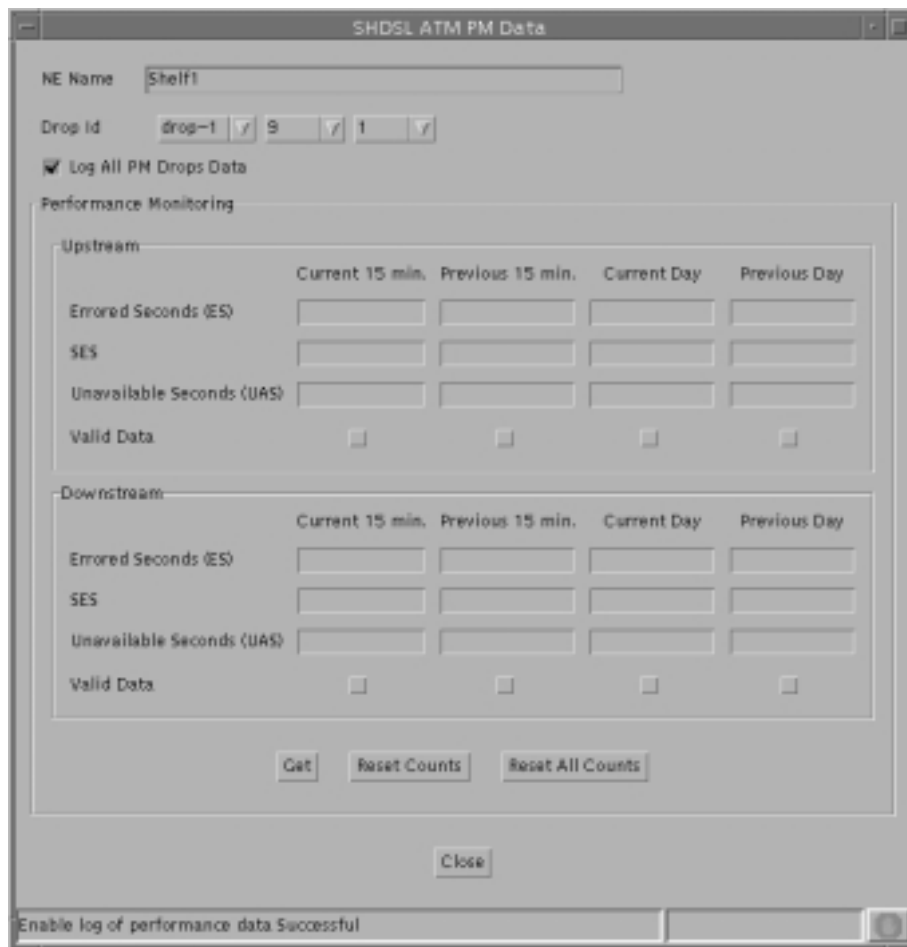 SHDSL ATM PM Data
NE Name Shelf1
Drop Id drop-1 9 1
Log All PM Drops Data
Performance Monitoring
Upstream
Current 15 min. Previous 15 min. Current Day Previous Day
Errored Seconds (ES)
SES
Unavailable Seconds (UAS)
Valid Data
Downstream
Current 15 min. Previous 15 min. Current Day Previous Day
Errored Seconds (ES)
SES
Unavailable Seconds (UAS)
Valid Data
Get Reset Counts Reset All Counts
Close
Enable log of performance data Successful